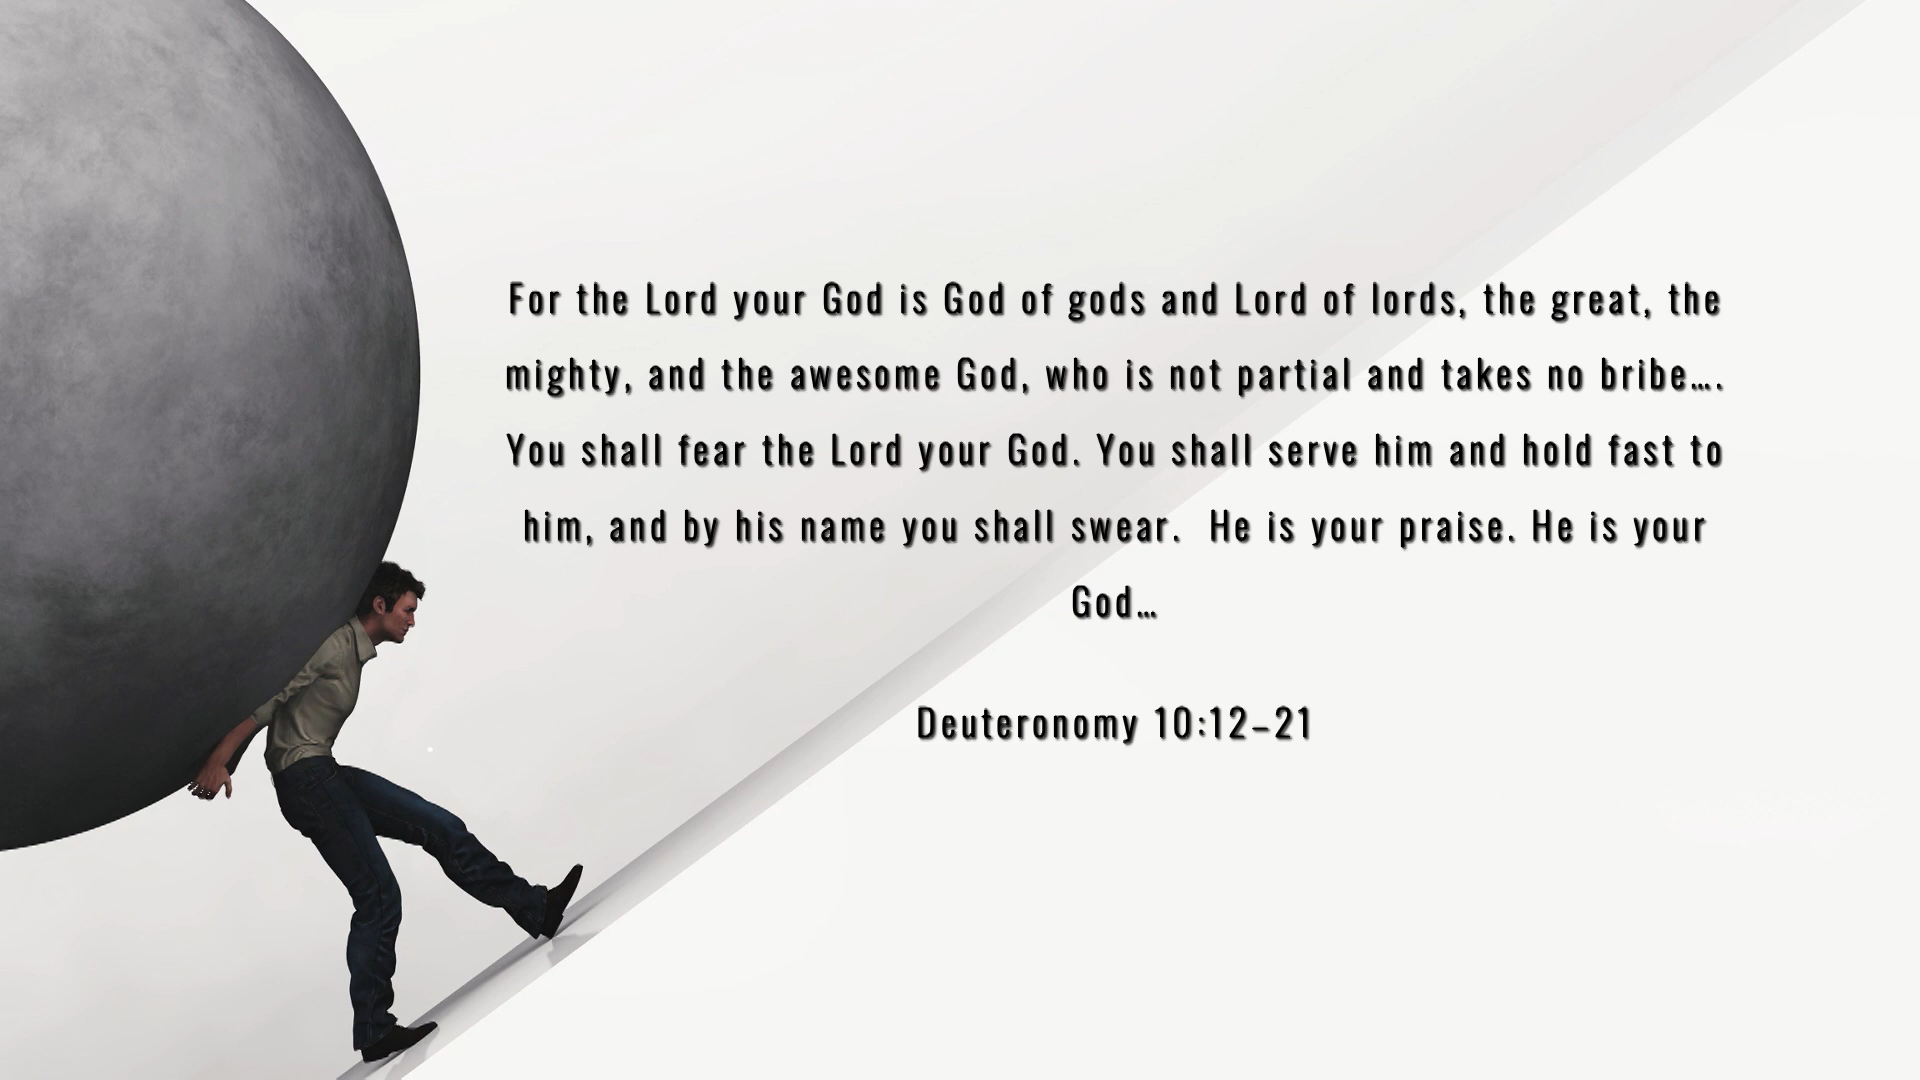 For the Lord your God is God of gods and Lord of lords, the great, the
mighty, and the awesome God, who is not partial and takes no bribe….
You shall fear the Lord your God. You shall serve him and hold fast to
him, and by his name you shall swear.  He is your praise. He is your
God…
Deuteronomy 10:12–21